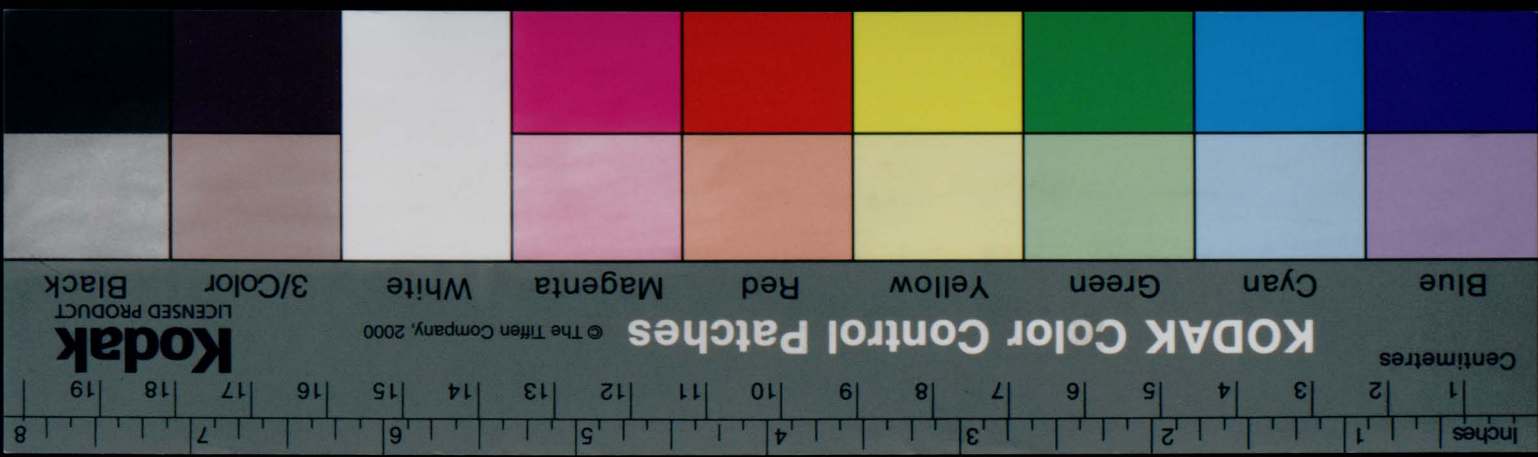 Inches 1 2 3 4 5 6 7 8
1 2 3 4 5 6 7 8 9 10 11 12 13 14 15 16 17 18 19
Centimetres
KODAK Color Control Patches
© The Tiffen Company, 2000
Kodak
LICENSED PRODUCT
Blue Cyan Green Yellow Red Magenta White 3/Color Black